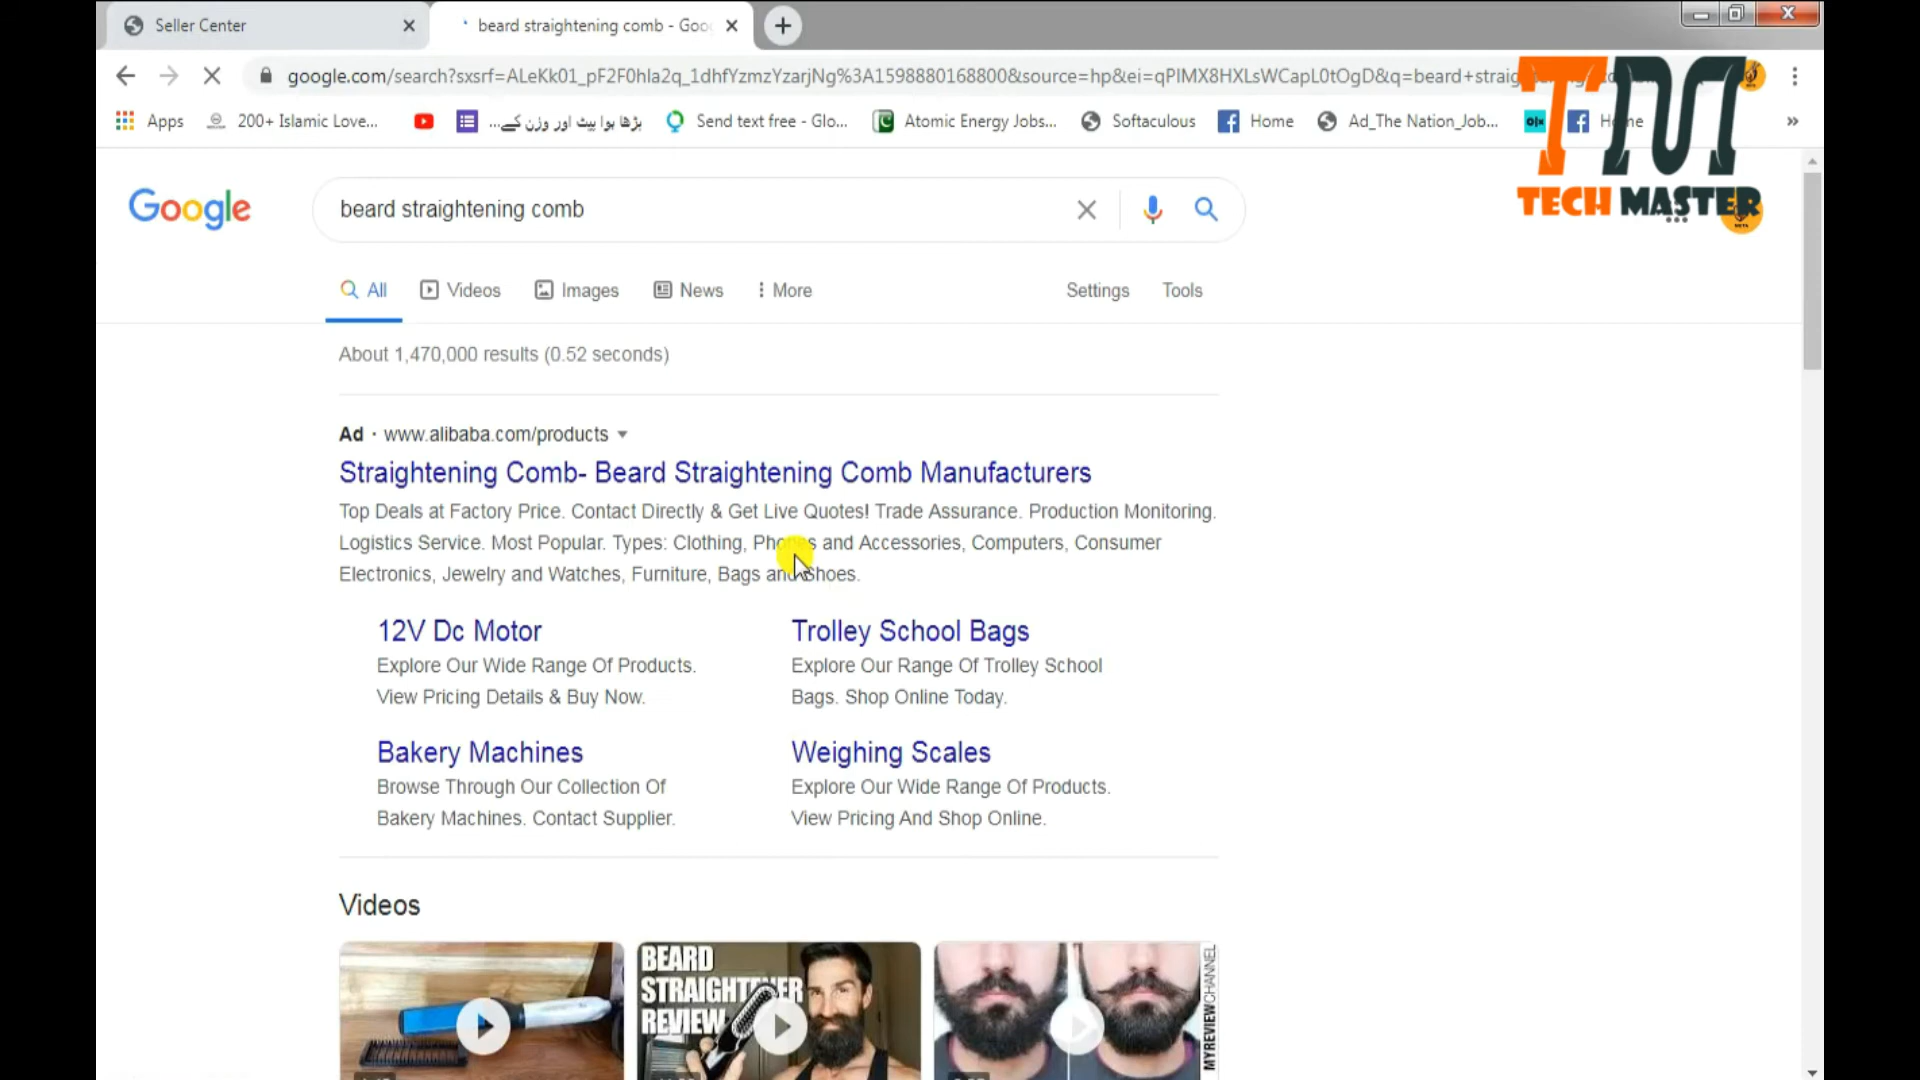 Seller Center
beard straightening comb - Goo
google.com/search?sxsrf=ALeKk01_pF2F0hla2q_1dhfYzmzYzarjNg%3A1598880168800&source=hp&ei=qPlMX8HXLsWCapL0tOgD&q=beard+straig
Apps 200+ Islamic Love... بڑھا ہوا پیٹ اور وزن کے... Send text free - Glo... Atomic Energy Jobs... Softaculous Home Ad_The Nation_Job... olx Home »
TM
TECH MASTER
Google
beard straightening comb
All Videos Images News More Settings Tools
About 1,470,000 results (0.52 seconds)
Ad · www.alibaba.com/products
Straightening Comb- Beard Straightening Comb Manufacturers
Top Deals at Factory Price. Contact Directly & Get Live Quotes! Trade Assurance. Production Monitoring.
Logistics Service. Most Popular. Types: Clothing, Phones and Accessories, Computers, Consumer
Electronics, Jewelry and Watches, Furniture, Bags and Shoes.
12V Dc Motor
Explore Our Wide Range Of Products.
View Pricing Details & Buy Now.
Trolley School Bags
Explore Our Range Of Trolley School
Bags. Shop Online Today.
Bakery Machines
Browse Through Our Collection Of
Bakery Machines. Contact Supplier.
Weighing Scales
Explore Our Wide Range Of Products.
View Pricing And Shop Online.
Videos
BEARD
STRAIGHTENER
REVIEW
MYREVIEWCHANNEL